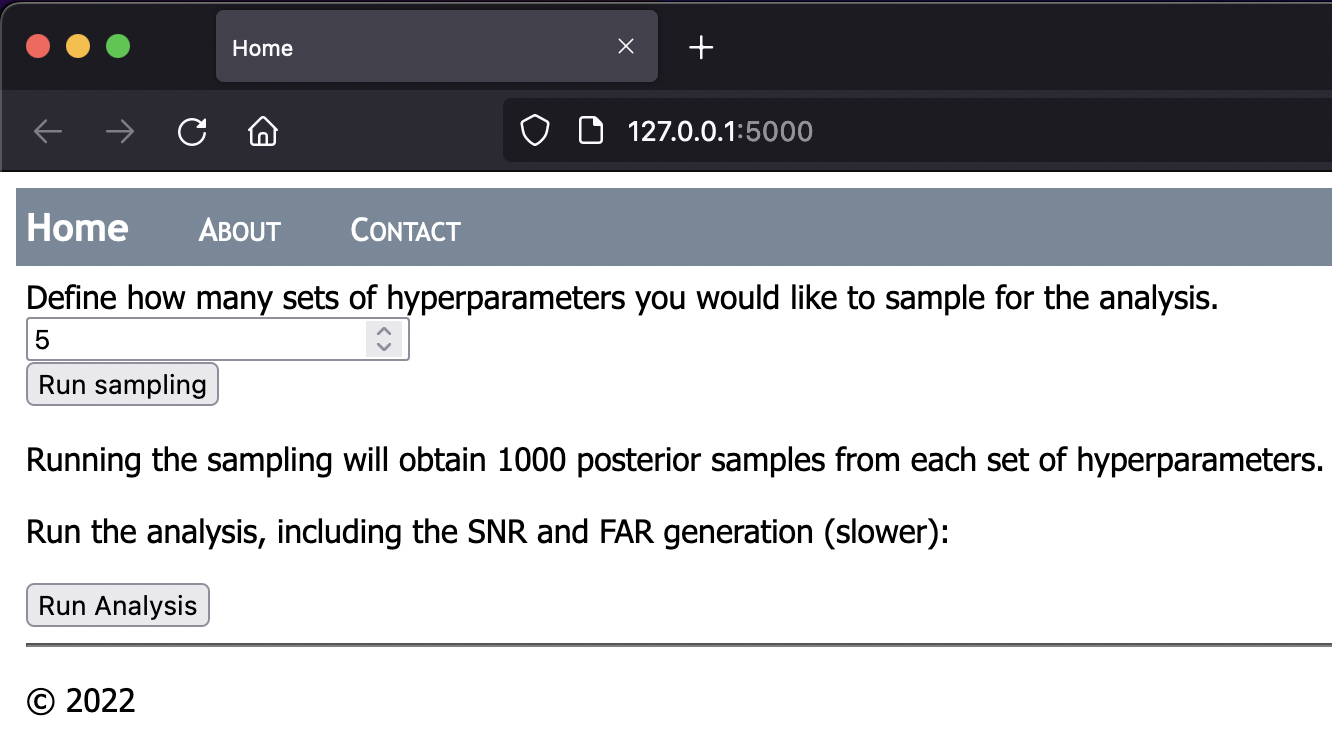 Home
127.0.0.1:5000
Home About Contact
Define how many sets of hyperparameters you would like to sample for the analysis.
5
Run sampling
Running the sampling will obtain 1000 posterior samples from each set of hyperparameters.
Run the analysis, including the SNR and FAR generation (slower):
Run Analysis
© 2022